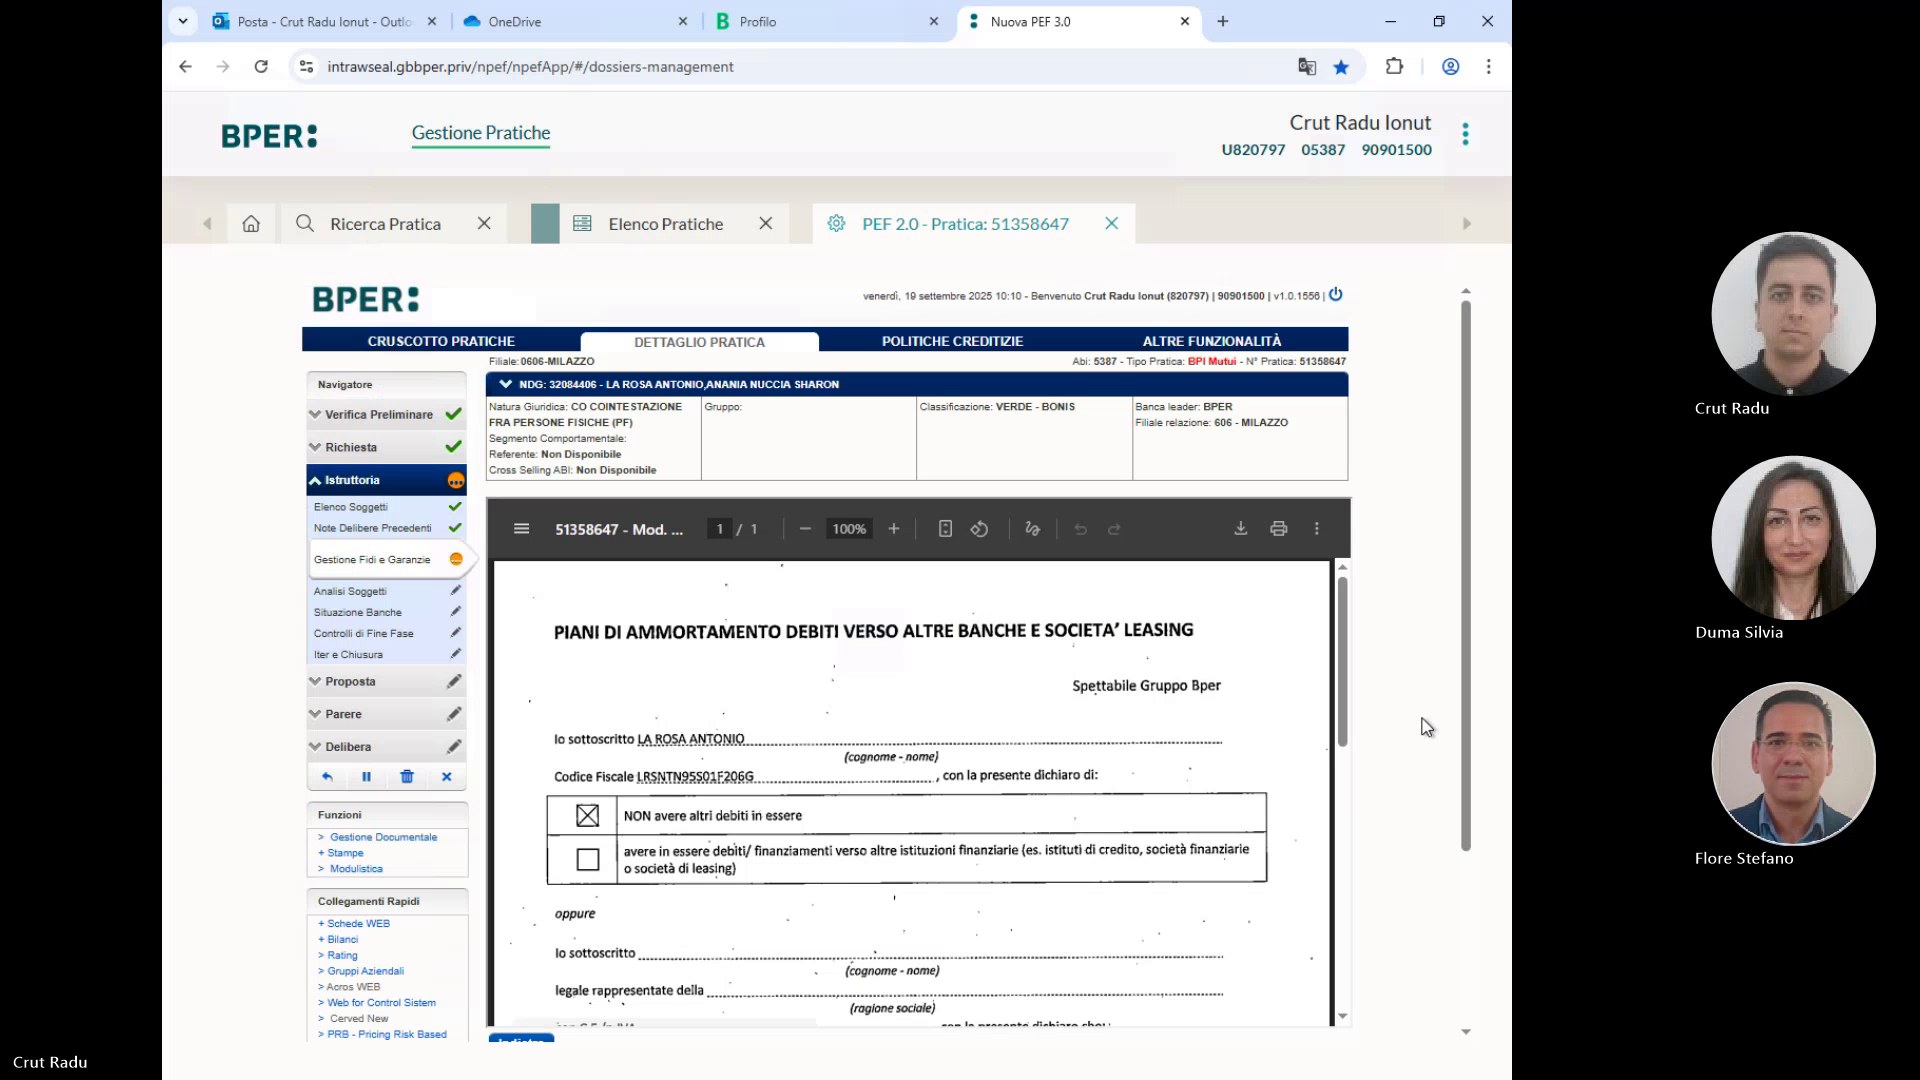 Posta - Crut Radu Ionut - Outlo
OneDrive
Profilo
Nuova PEF 3.0
intrawseal.gbbper.priv/npef/npefApp/#/dossiers-management
BPER:
Gestione Pratiche
Crut Radu Ionut
U820797 05387 90901500
Ricerca Pratica
Elenco Pratiche
PEF 2.0 - Pratica: 51358647
BPER:
venerdì, 19 settembre 2025 10:10 - Benvenuto Crut Radu Ionut (820797) | 90901500 | v1.0.1556 |
CRUSCOTTO PRATICHE
DETTAGLIO PRATICA
POLITICHE CREDITIZIE
ALTRE FUNZIONALITÀ
Filiale: 0606-MILAZZO
Abi: 5387 - Tipo Pratica: BPI Mutui - N° Pratica: 51358647
Navigatore
Verifica Preliminare
Richiesta
Istruttoria
Elenco Soggetti
Note Delibere Precedenti
Gestione Fidi e Garanzie
Analisi Soggetti
Situazione Banche
Controlli di Fine Fase
Iter e Chiusura
Proposta
Parere
Delibera
Funzioni
> Gestione Documentale
+ Stampe
> Modulistica
Collegamenti Rapidi
+ Schede WEB
+ Bilanci
> Rating
> Gruppi Aziendali
> Acros WEB
> Web for Control Sistem
> Cerved New
> PRB - Pricing Risk Based
NDG: 32084406 - LA ROSA ANTONIO,ANANIA NUCCIA SHARON
Natura Giuridica: CO COINTESTAZIONE
FRA PERSONE FISICHE (PF)
Segmento Comportamentale:
Referente: Non Disponibile
Cross Selling ABI: Non Disponibile
Gruppo:
Classificazione: VERDE - BONIS
Banca leader: BPER
Filiale relazione: 606 - MILAZZO
51358647 - Mod. ...
1 / 1
100%
PIANI DI AMMORTAMENTO DEBITI VERSO ALTRE BANCHE E SOCIETA' LEASING
Spettabile Gruppo Bper
Io sottoscritto LA ROSA ANTONIO
(cognome - nome)
Codice Fiscale LRSNTN95S01F206G, con la presente dichiaro di:
NON avere altri debiti in essere
avere in essere debiti/ finanziamenti verso altre istituzioni finanziarie (es. istituti di credito, società finanziarie
o società di leasing)
oppure
Io sottoscritto
(cognome - nome)
legale rappresentate della
(ragione sociale)
Indietro
Crut Radu
Duma Silvia
Flore Stefano
Crut Radu